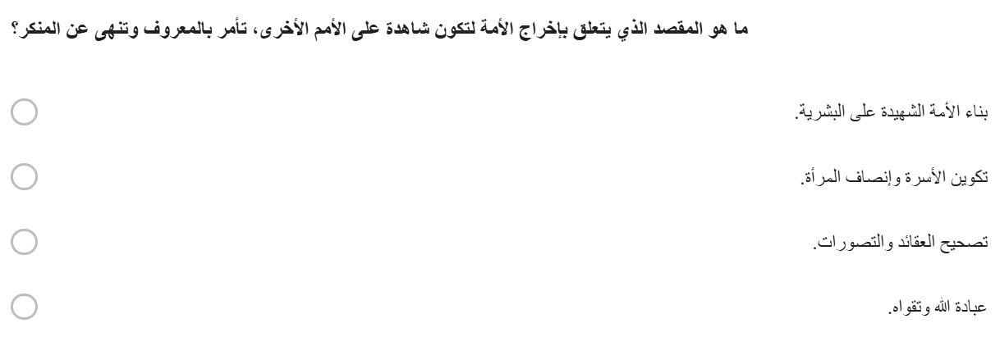 ما هو المقصد الذي يتعلق بإخراج الأمة لتكون شاهدة على الأمم الأخرى، تأمر بالمعروف وتنهى عن المنكر؟
بناء الأمة الشهيدة على البشرية.
تكوين الأسرة وإنصاف المرأة.
تصحيح العقائد والتصورات.
عبادة الله وتقواه.